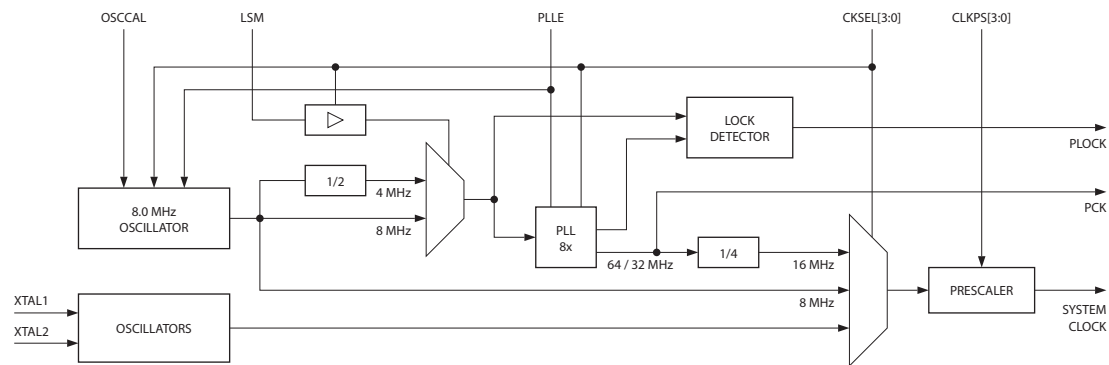 OSCCAL
LSM
PLLE
CKSEL[3:0]
CLKPS[3:0]
LOCK
DETECTOR
PLOCK
1/2
4 MHz
8.0 MHz
OSCILLATOR
8 MHz
PCK
PLL
8x
64 / 32 MHz
1/4
16 MHz
8 MHz
PRESCALER
SYSTEM
CLOCK
XTAL1
XTAL2
OSCILLATORS